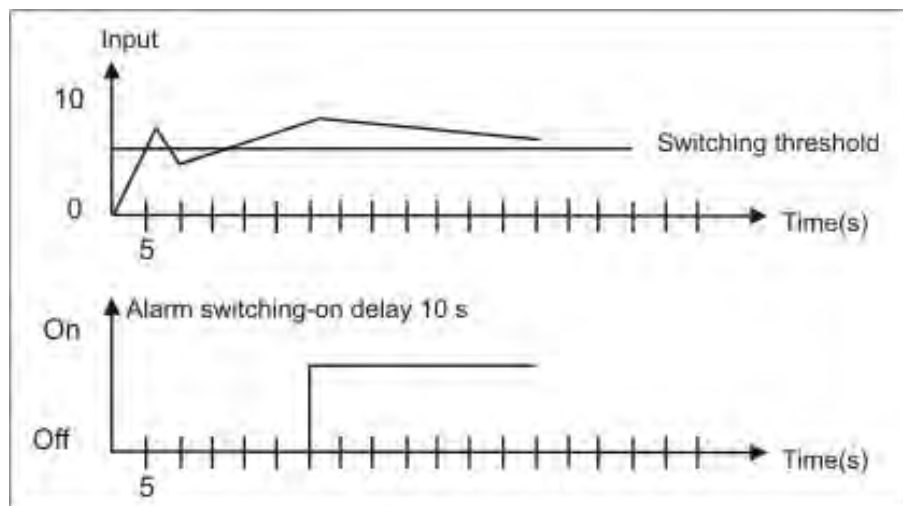 Input
10
Switching threshold
0
Time(s)
5
Alarm switching-on delay 10 s
On
Off
Time(s)
5